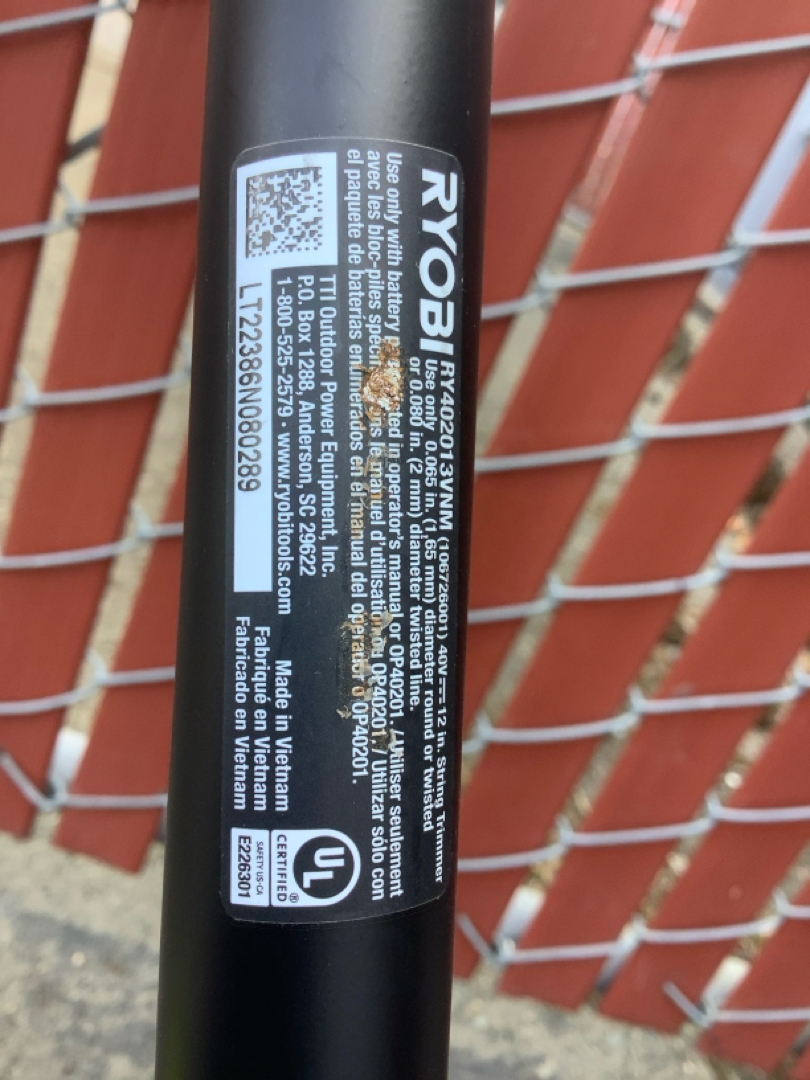 RYOBI RY402013VNM (106726001) 40V⎓ 12 in. String Trimmer
Use only .0.065 in. (1,65 mm) diameter round or twisted
or 0.080 in. (2 mm) diameter twisted line.
Use only with battery listed in operator's manual or OP40201. / Utiliser seulement
avec les bloc-piles le manuel d'utilisation ou OP40201. / Utilizar sólo con
el paquete de baterías en el manual del operador o OP40201.
TTI Outdoor Power Equipment, Inc.
P.O. Box 1288, Anderson, SC 29622
1-800-525-2579 · www.ryobitools.com
LT22386N080289
Made in Vietnam
Fabriqué en Vietnam
Fabricado en Vietnam
UL
CERTIFIED®
SAFETY US-CA
E226301